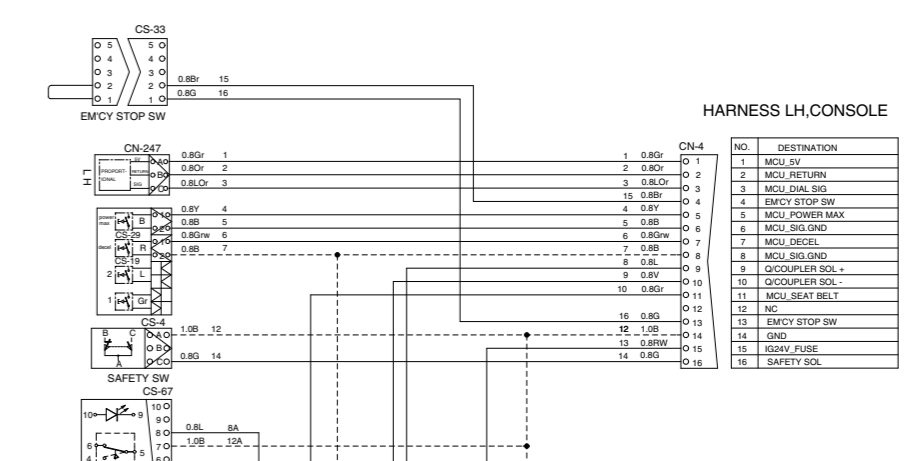 CS-33
5 5
4 4
3 3
2 2 0.8Br 15
1 1 0.8G 16
EM'CY STOP SW
HARNESS LH,CONSOLE
CN-247
LH
PROPORT-IONAL
5V A 0.8Gr 1
RETURN B 0.8Or 2
SIG C 0.8LOr 3
power max B 1 0.8Y 4
2 0.8B 5
CS-29
decel R 1 0.8Grw 6
2 0.8B 7
CS-19
2 L
1 Gr
CS-4
B C A 1.0B 12
B
A C 0.8G 14
SAFETY SW
CS-67
10
10 9 9
8 0.8L 8A
6 5 7 1.0B 12A
4 6
CN-4
1 0.8Gr 1
2 0.8Or 2
3 0.8LOr 3
15 0.8Br 4
4 0.8Y 5
5 0.8B 6
6 0.8Grw 7
7 0.8B 8
8 0.8L 9
9 0.8V 10
10 0.8Gr 11
12
16 0.8G 13
12 1.0B 14
13 0.8RW 15
14 0.8G 16
NO. DESTINATION
1 MCU_5V
2 MCU_RETURN
3 MCU_DIAL SIG
4 EM'CY STOP SW
5 MCU_POWER MAX
6 MCU_SIG.GND
7 MCU_DECEL
8 MCU_SIG.GND
9 Q/COUPLER SOL +
10 Q/COUPLER SOL -
11 MCU_SEAT BELT
12 NC
13 EM'CY STOP SW
14 GND
15 IG24V_FUSE
16 SAFETY SOL